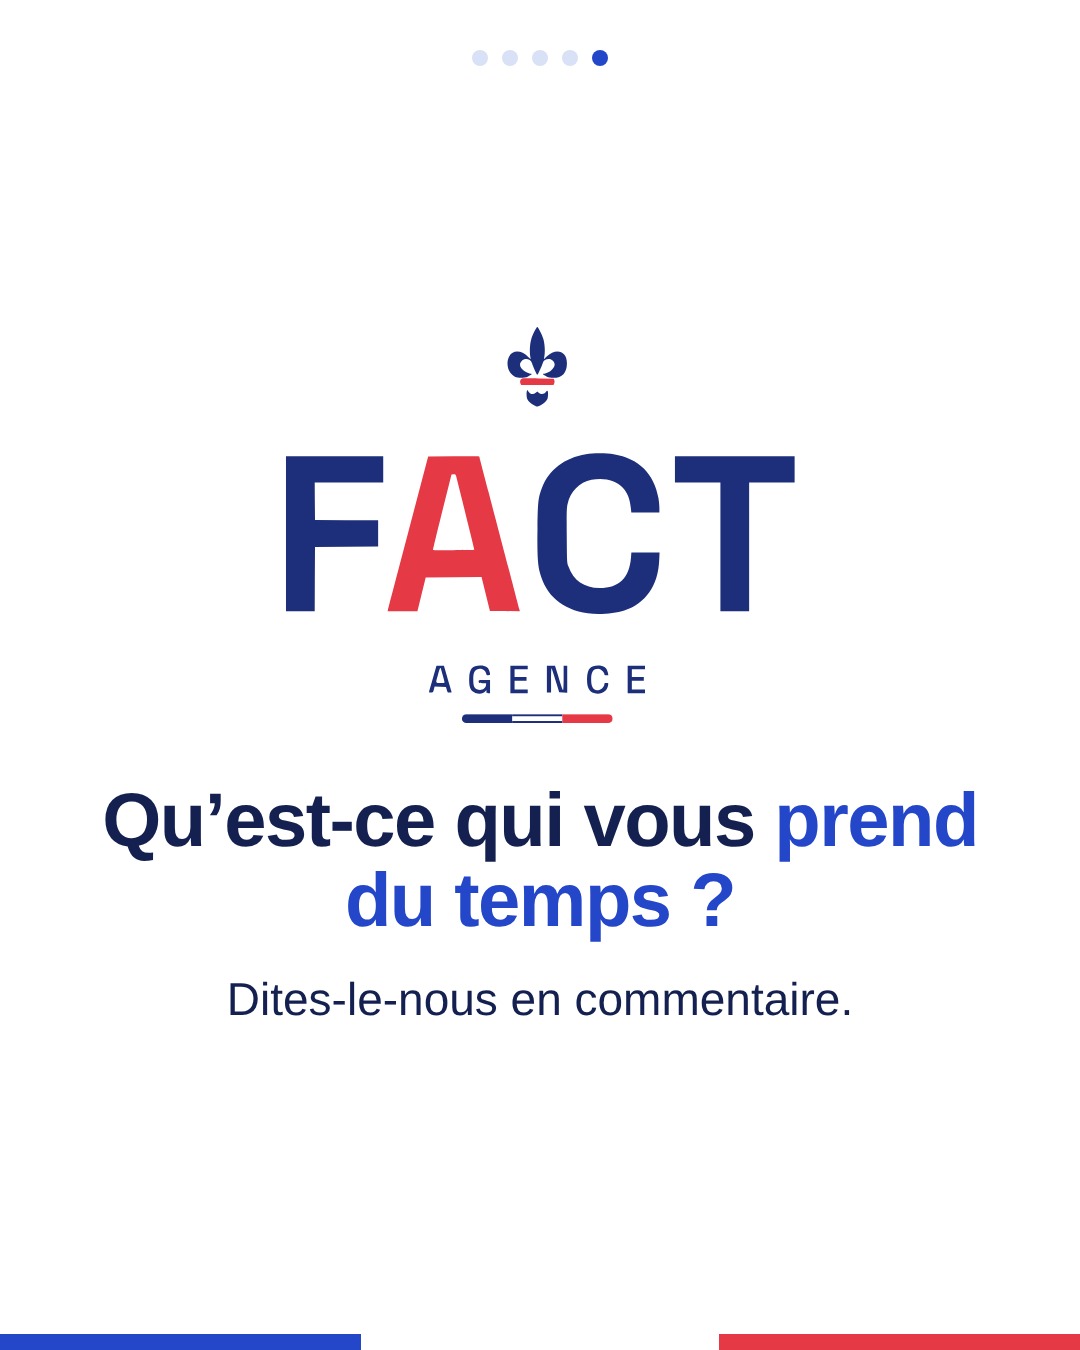 FACT
AGENCE
Qu’est-ce qui vous prend
du temps ?
Dites-le-nous en commentaire.